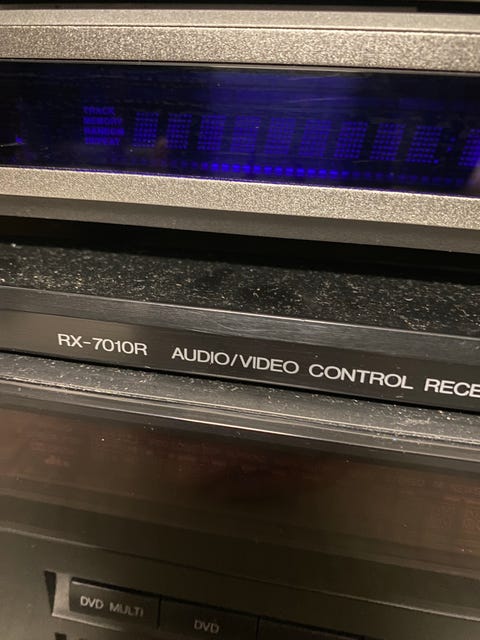 TRACK
MEMORY
RANDOM
REPEAT
RX-7010R AUDIO/VIDEO CONTROL RECE
DVD MULTI
DVD